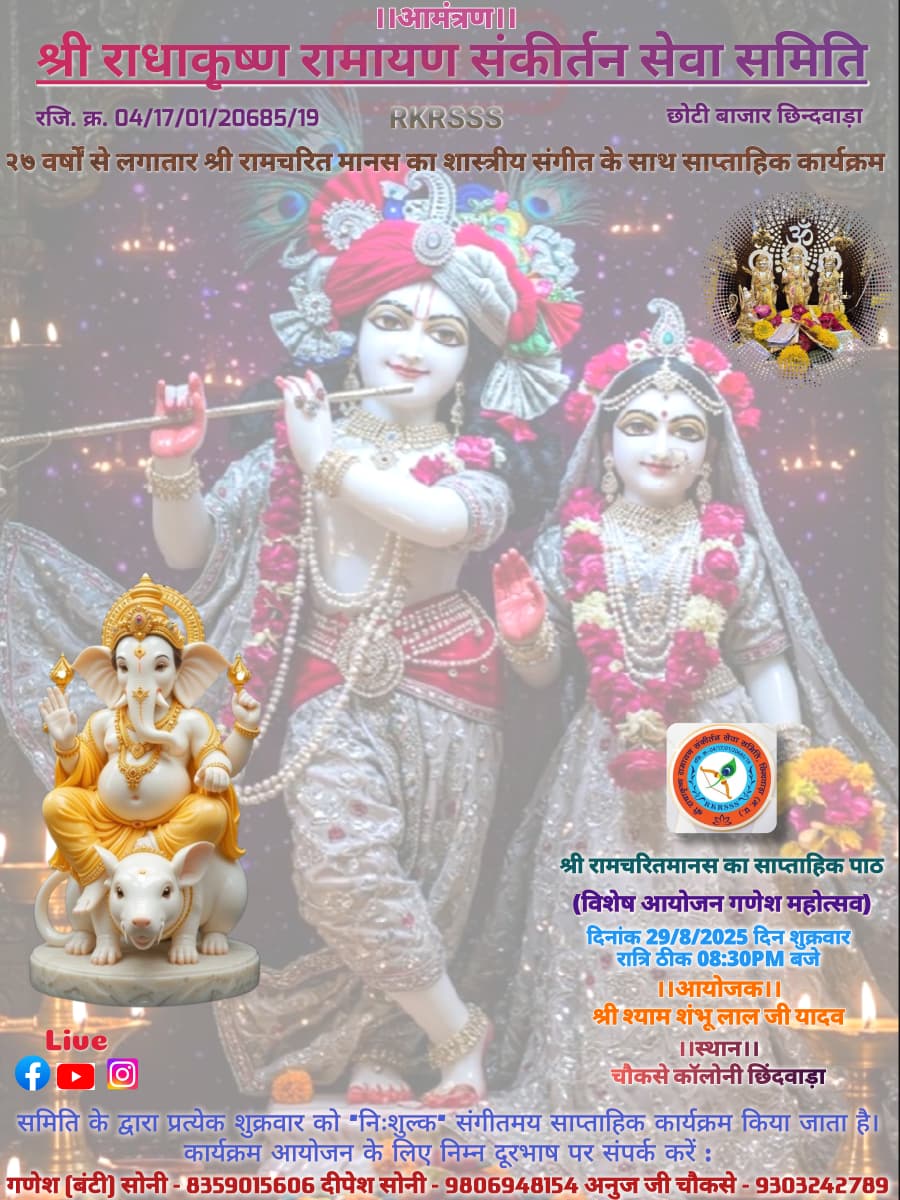 ।।आमंत्रण।।
श्री राधाकृष्ण रामायण संकीर्तन सेवा समिति
रजि. क्र. 04/17/01/20685/19
RKRSSS
छोटी बाजार छिन्दवाड़ा
२७ वर्षों से लगातार श्री रामचरित मानस का शास्त्रीय संगीत के साथ साप्ताहिक कार्यक्रम
ॐ
RKRSSS
श्री रामचरितमानस का साप्ताहिक पाठ
(विशेष आयोजन गणेश महोत्सव)
दिनांक 29/8/2025 दिन शुक्रवार
रात्रि ठीक 08:30PM बजे
।।आयोजक।।
श्री श्याम शंभू लाल जी यादव
।।स्थान।।
चौकसे कॉलोनी छिंदवाड़ा
Live
समिति के द्वारा प्रत्येक शुक्रवार को "निःशुल्क" संगीतमय साप्ताहिक कार्यक्रम किया जाता है।
कार्यक्रम आयोजन के लिए निम्न दूरभाष पर संपर्क करें :
गणेश (बंटी) सोनी - 8359015606 दीपेश सोनी - 9806948154 अनुज जी चौकसे - 9303242789